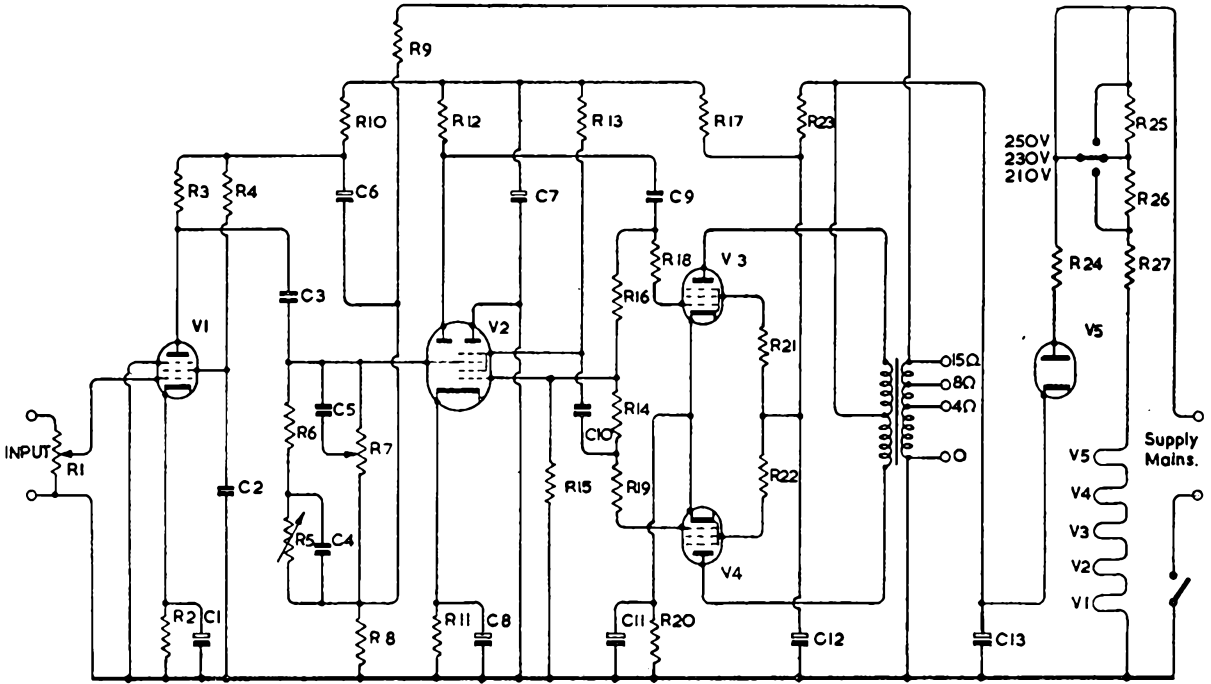 R9
R10
R12
R13
R17
R23
R25
250V
230V
210V
R3
R4
C6
C7
C9
R26
R18
V3
R24
R27
C3
R16
V1
V2
R21
V5
15Ω
8Ω
4Ω
0
C5
R14
R6
R7
C10
INPUT
R1
Supply
Mains.
V5
R22
C2
R15
R19
V4
R5
C4
V3
V4
V2
V1
R2
C1
R8
R11
C8
C11
R20
C12
C13